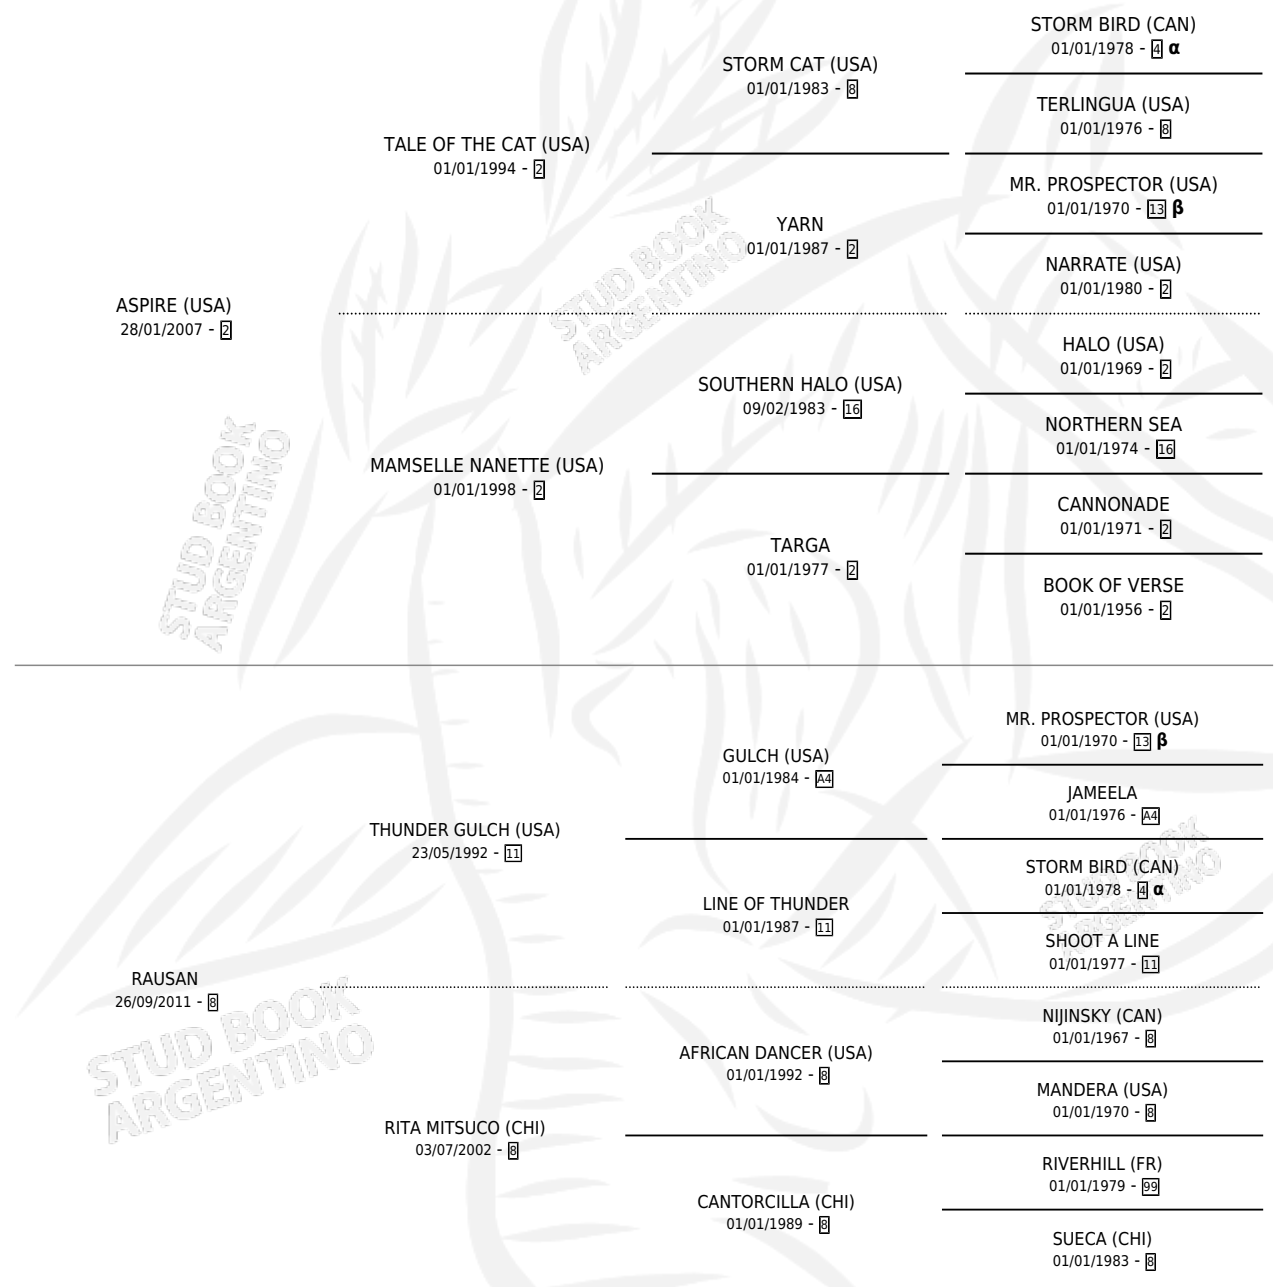 STORM BIRD (CAN)
01/01/1978 - 4 α
STORM CAT (USA)
01/01/1983 - 8
TERLINGUA (USA)
01/01/1976 - 8
TALE OF THE CAT (USA)
01/01/1994 - 2
MR. PROSPECTOR (USA)
01/01/1970 - 13 β
YARN
01/01/1987 - 2
NARRATE (USA)
01/01/1980 - 2
ASPIRE (USA)
28/01/2007 - 2
HALO (USA)
01/01/1969 - 2
SOUTHERN HALO (USA)
09/02/1983 - 16
NORTHERN SEA
01/01/1974 - 16
MAMSELLE NANETTE (USA)
01/01/1998 - 2
CANNONADE
01/01/1971 - 2
TARGA
01/01/1977 - 2
BOOK OF VERSE
01/01/1956 - 2
STUD BOOK
ARGENTINO
STUD BOOK
ARGENTINO
MR. PROSPECTOR (USA)
01/01/1970 - 13 β
GULCH (USA)
01/01/1984 - A4
JAMEELA
01/01/1976 - A4
THUNDER GULCH (USA)
23/05/1992 - 11
STORM BIRD (CAN)
01/01/1978 - 4 α
LINE OF THUNDER
01/01/1987 - 11
SHOOT A LINE
01/01/1977 - 11
RAUSAN
26/09/2011 - 8
NIJINSKY (CAN)
01/01/1967 - 8
AFRICAN DANCER (USA)
01/01/1992 - 8
MANDERA (USA)
01/01/1970 - 8
RITA MITSUCO (CHI)
03/07/2002 - 8
RIVERHILL (FR)
01/01/1979 - 99
CANTORCILLA (CHI)
01/01/1989 - 8
SUECA (CHI)
01/01/1983 - 8
STUD BOOK
ARGENTINO
STUD BOOK
ARGENTINO